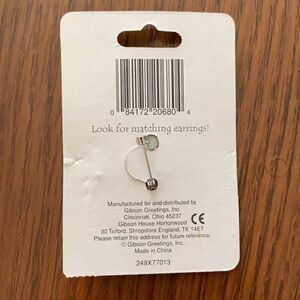 0 84172 20680 4
Look for matching earrings!
Manufactured for and distributed by
Gibson Greetings, Inc.
Cincinnati, Ohio 45237
Gibson House Hortonwood
30 Telford, Shropshire England, TE 14ET
Please retain this address for future reference.
© Gibson Greetings, Inc.
Made in China
CE
249X77013